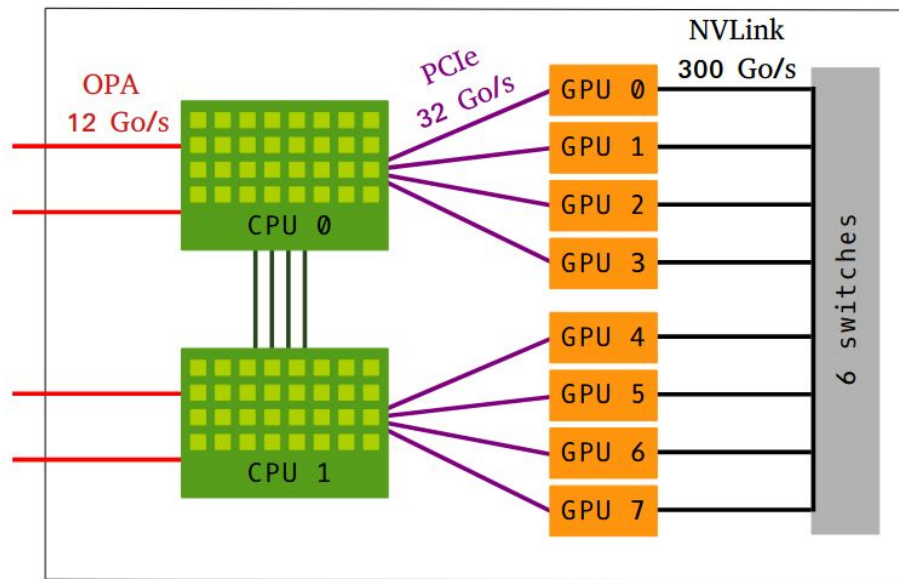 OPA
12 Go/s
PCIe
32 Go/s
NVLink
300 Go/s
CPU 0
CPU 1
GPU 0
GPU 1
GPU 2
GPU 3
GPU 4
GPU 5
GPU 6
GPU 7
6 switches